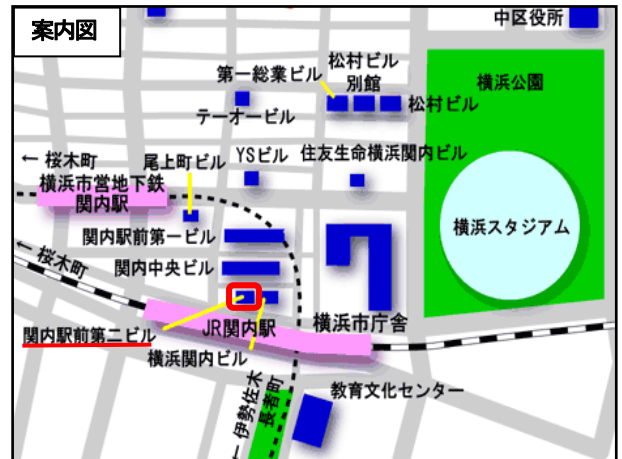 案内図
中区役所
第一総業ビル
松村ビル
別館
横浜公園
松村ビル
テーオービル
← 桜木町
尾上町ビル
YSビル
住友生命横浜関内ビル
横浜市営地下鉄
関内駅
横浜スタジアム
関内駅前第一ビル
← 桜木町
関内中央ビル
関内駅前第二ビル
JR関内駅
横浜市庁舎
横浜関内ビル
教育文化センター
← 伊勢佐木
長者町